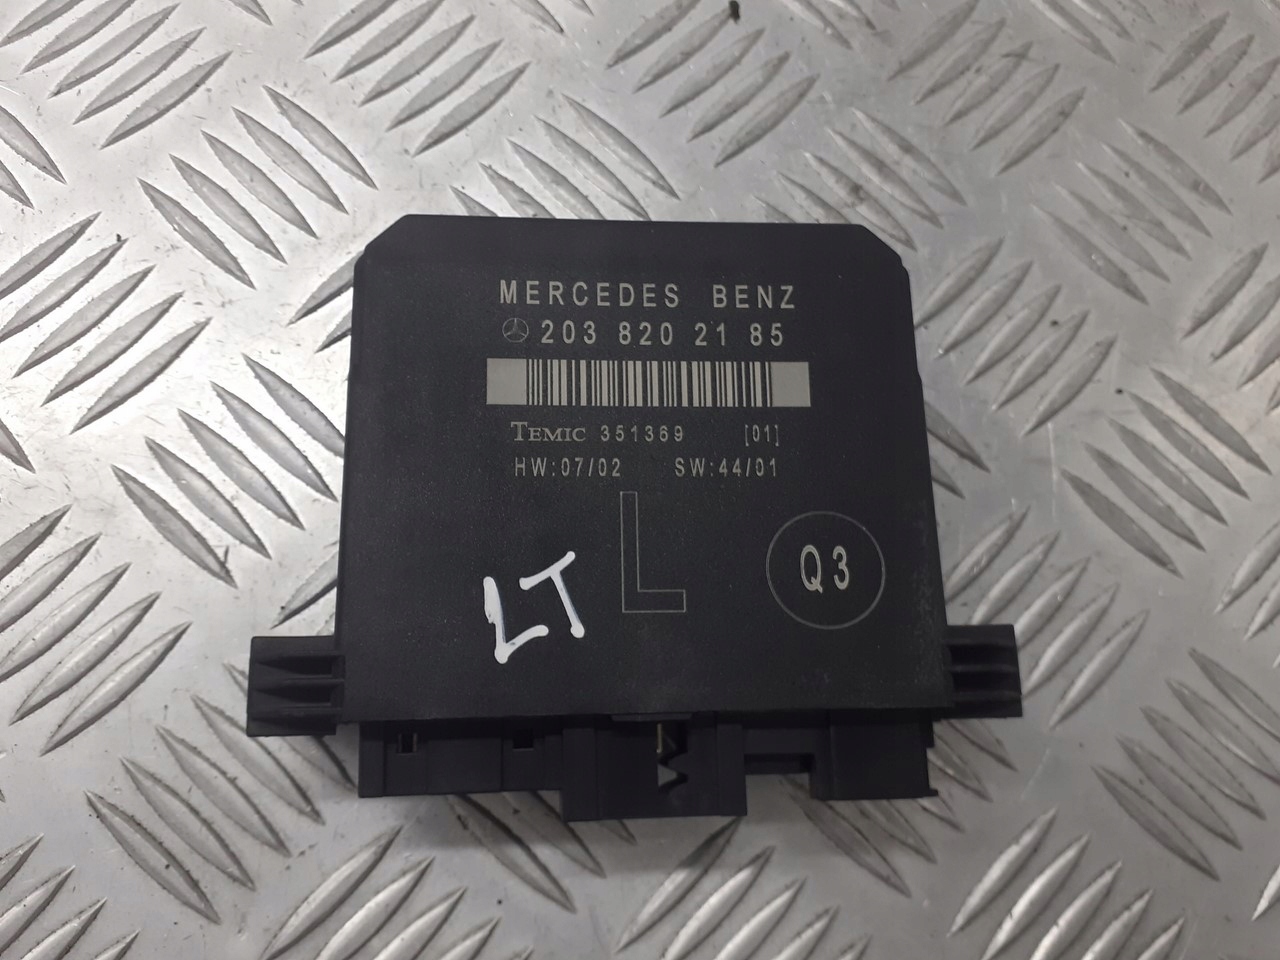 MERCEDES BENZ
203 820 21 85
TEMIC 351369 [01]
HW:07/02 SW:44/01
L
Q3
LT